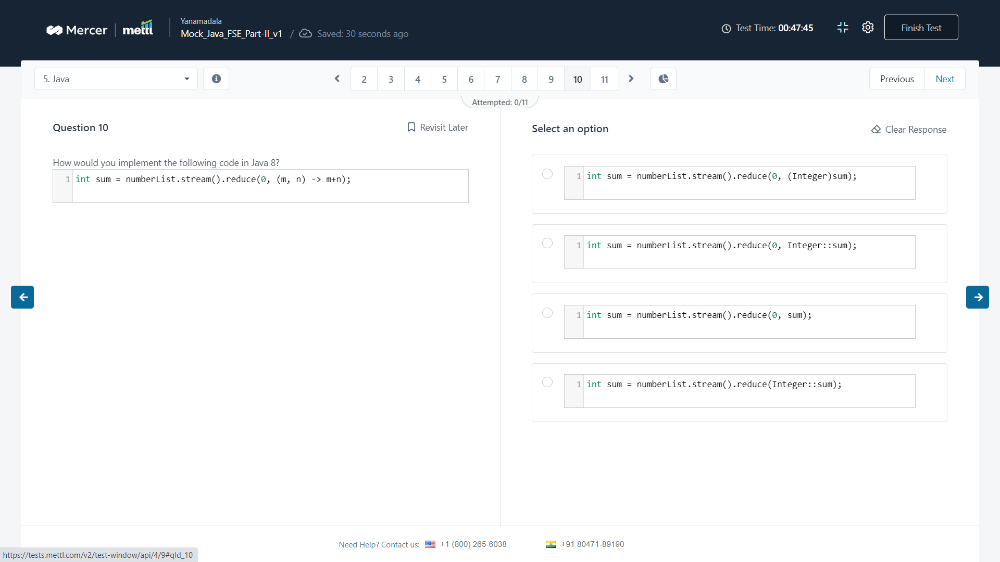 Mercer
mettl
Yanamadala
Mock_Java_FSE_Part-II_v1 / Saved: 30 seconds ago
Test Time: 00:47:45
Finish Test
5. Java
2 3 4 5 6 7 8 9 10 11
Previous Next
Attempted: 0/11
Question 10
Revisit Later
How would you implement the following code in Java 8?
1 int sum = numberList.stream().reduce(0, (m, n) -> m+n);
Select an option
Clear Response
1 int sum = numberList.stream().reduce(0, (Integer)sum);
1 int sum = numberList.stream().reduce(0, Integer::sum);
1 int sum = numberList.stream().reduce(0, sum);
1 int sum = numberList.stream().reduce(Integer::sum);
Need Help? Contact us: +1 (800) 265-6038 +91 80471-89190
https://tests.mettl.com/v2/test-window/api/4/9#qId_10